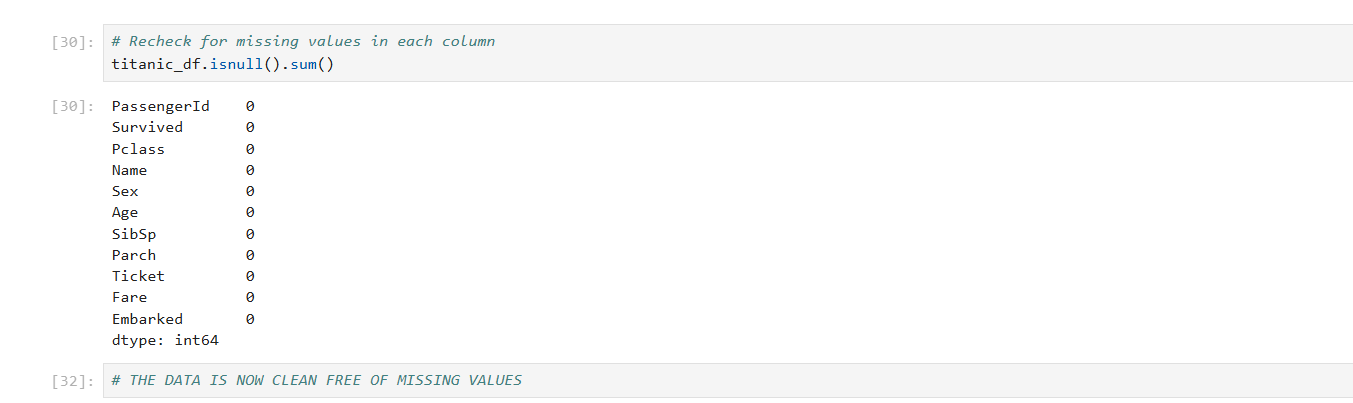 [30]: # Recheck for missing values in each column
titanic_df.isnull().sum()
[30]: PassengerId    0
Survived       0
Pclass         0
Name           0
Sex            0
Age            0
SibSp          0
Parch          0
Ticket         0
Fare           0
Embarked       0
dtype: int64
[32]: # THE DATA IS NOW CLEAN FREE OF MISSING VALUES